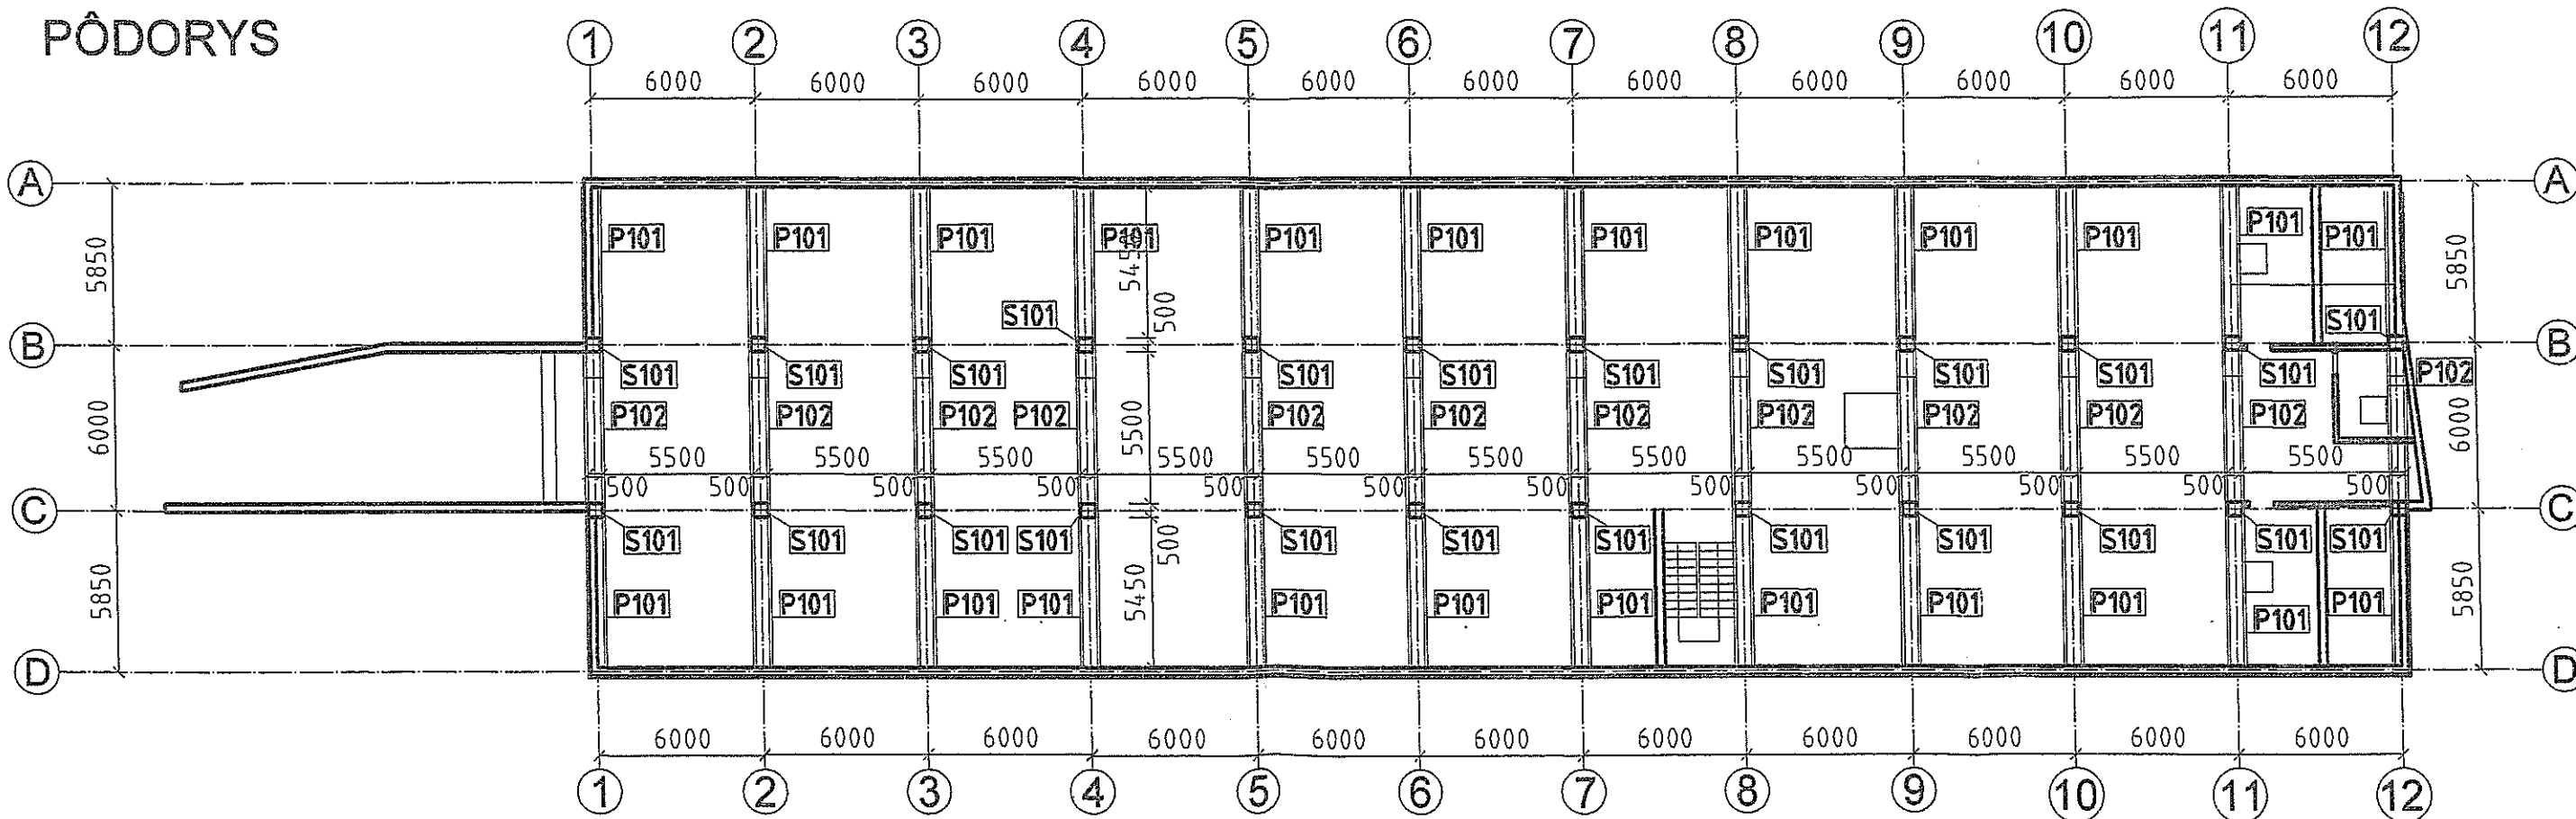 PÔDORYS
1 2 3 4 5 6 7 8 9 10 11 12
6000 6000 6000 6000 6000 6000 6000 6000 6000 6000 6000
A A
P101 P101 P101 P101 P101 P101 P101 P101 P101 P101 P101 P101
5850 5450 5850
S101 500 S101
B B
S101 S101 S101 S101 S101 S101 S101 S101 S101 S101 P102
P102 P102 P102 P102 P102 P102 P102 P102 P102 P102 P102
6000 5500 6000
5500 5500 5500 5500 5500 5500 5500 5500 5500 5500 5500
500 500 500 500 500 500 500 500 500 500 500 500
C C
S101 S101 S101 S101 S101 S101 S101 S101 S101 S101 S101 S101
500
5850 5450 5850
P101 P101 P101 P101 P101 P101 P101 P101 P101 P101 P101 P101
D D
6000 6000 6000 6000 6000 6000 6000 6000 6000 6000 6000
1 2 3 4 5 6 7 8 9 10 11 12